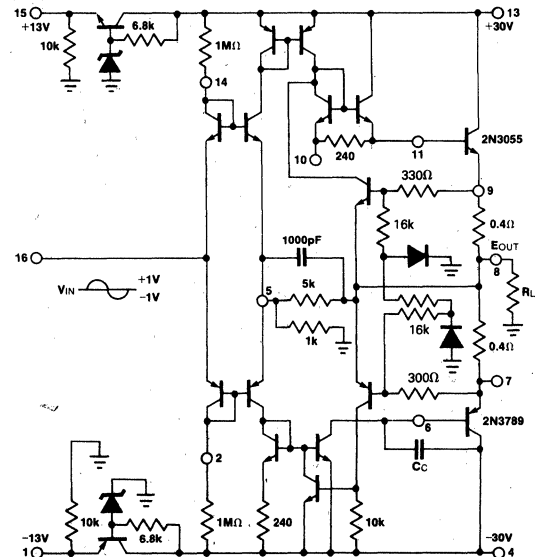 15
+13V
10k
6.8k
1MΩ
14
13
+30V
10
240
11
2N3055
330Ω
9
16k
0.4Ω
EOUT
8
RL
16
VIN
+1V
−1V
1000pF
5
5k
1k
16k
0.4Ω
300Ω
7
6
2N3789
CC
2
10k
6.8k
1MΩ
240
10k
−13V
1
−30V
4